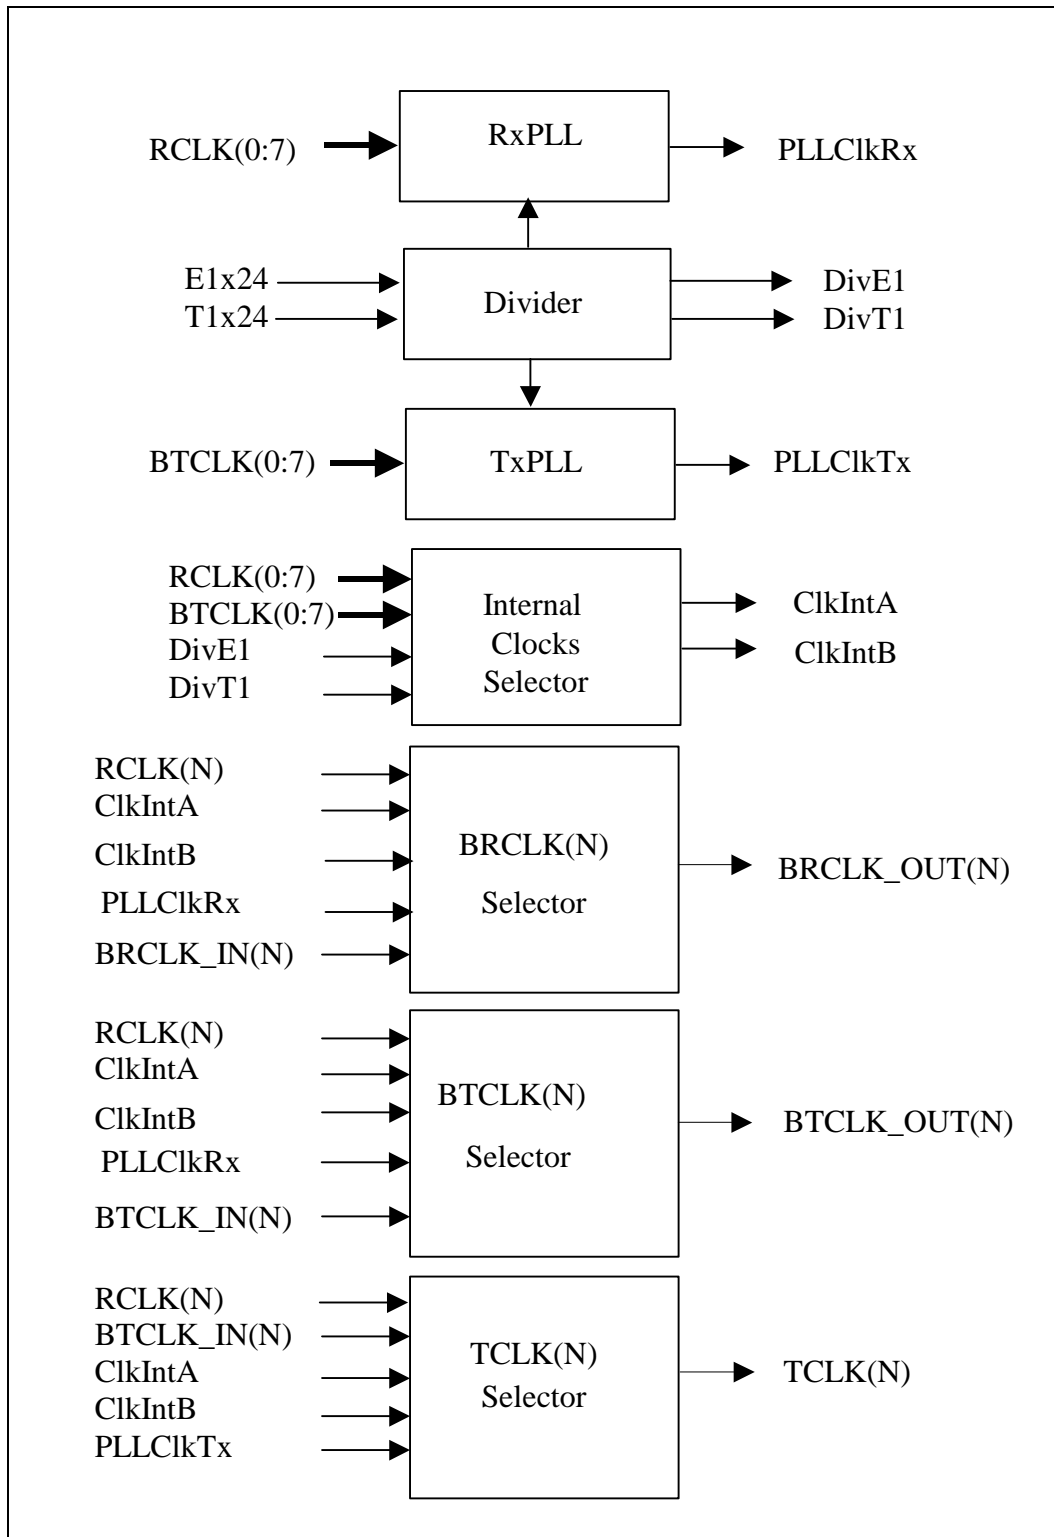 RCLK(0:7)
RxPLL
PLLClkRx
E1x24
T1x24
Divider
DivE1
DivT1
BTCLK(0:7)
TxPLL
PLLClkTx
RCLK(0:7)
BTCLK(0:7)
DivE1
DivT1
Internal
Clocks
Selector
ClkIntA
ClkIntB
RCLK(N)
ClkIntA
ClkIntB
PLLClkRx
BRCLK_IN(N)
BRCLK(N)
Selector
BRCLK_OUT(N)
RCLK(N)
ClkIntA
ClkIntB
PLLClkRx
BTCLK_IN(N)
BTCLK(N)
Selector
BTCLK_OUT(N)
RCLK(N)
BTCLK_IN(N)
ClkIntA
ClkIntB
PLLClkTx
TCLK(N)
Selector
TCLK(N)